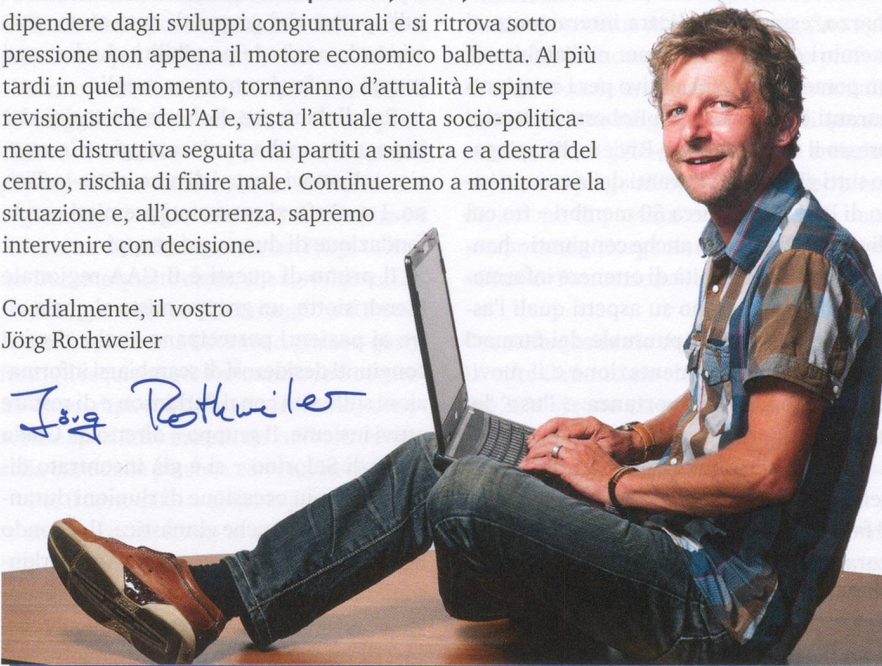 dipendere dagli sviluppi congiunturali e si ritrova sotto
pressione non appena il motore economico balbetta. Al più
tardi in quel momento, torneranno d’attualità le spinte
revisionistiche dell’AI e, vista l’attuale rotta socio-politica-
mente distruttiva seguita dai partiti a sinistra e a destra del
centro, rischia di finire male. Continueremo a monitorare la
situazione e, all’occorrenza, sapremo
intervenire con decisione.
Cordialmente, il vostro
Jörg Rothweiler
Jörg Rothweiler